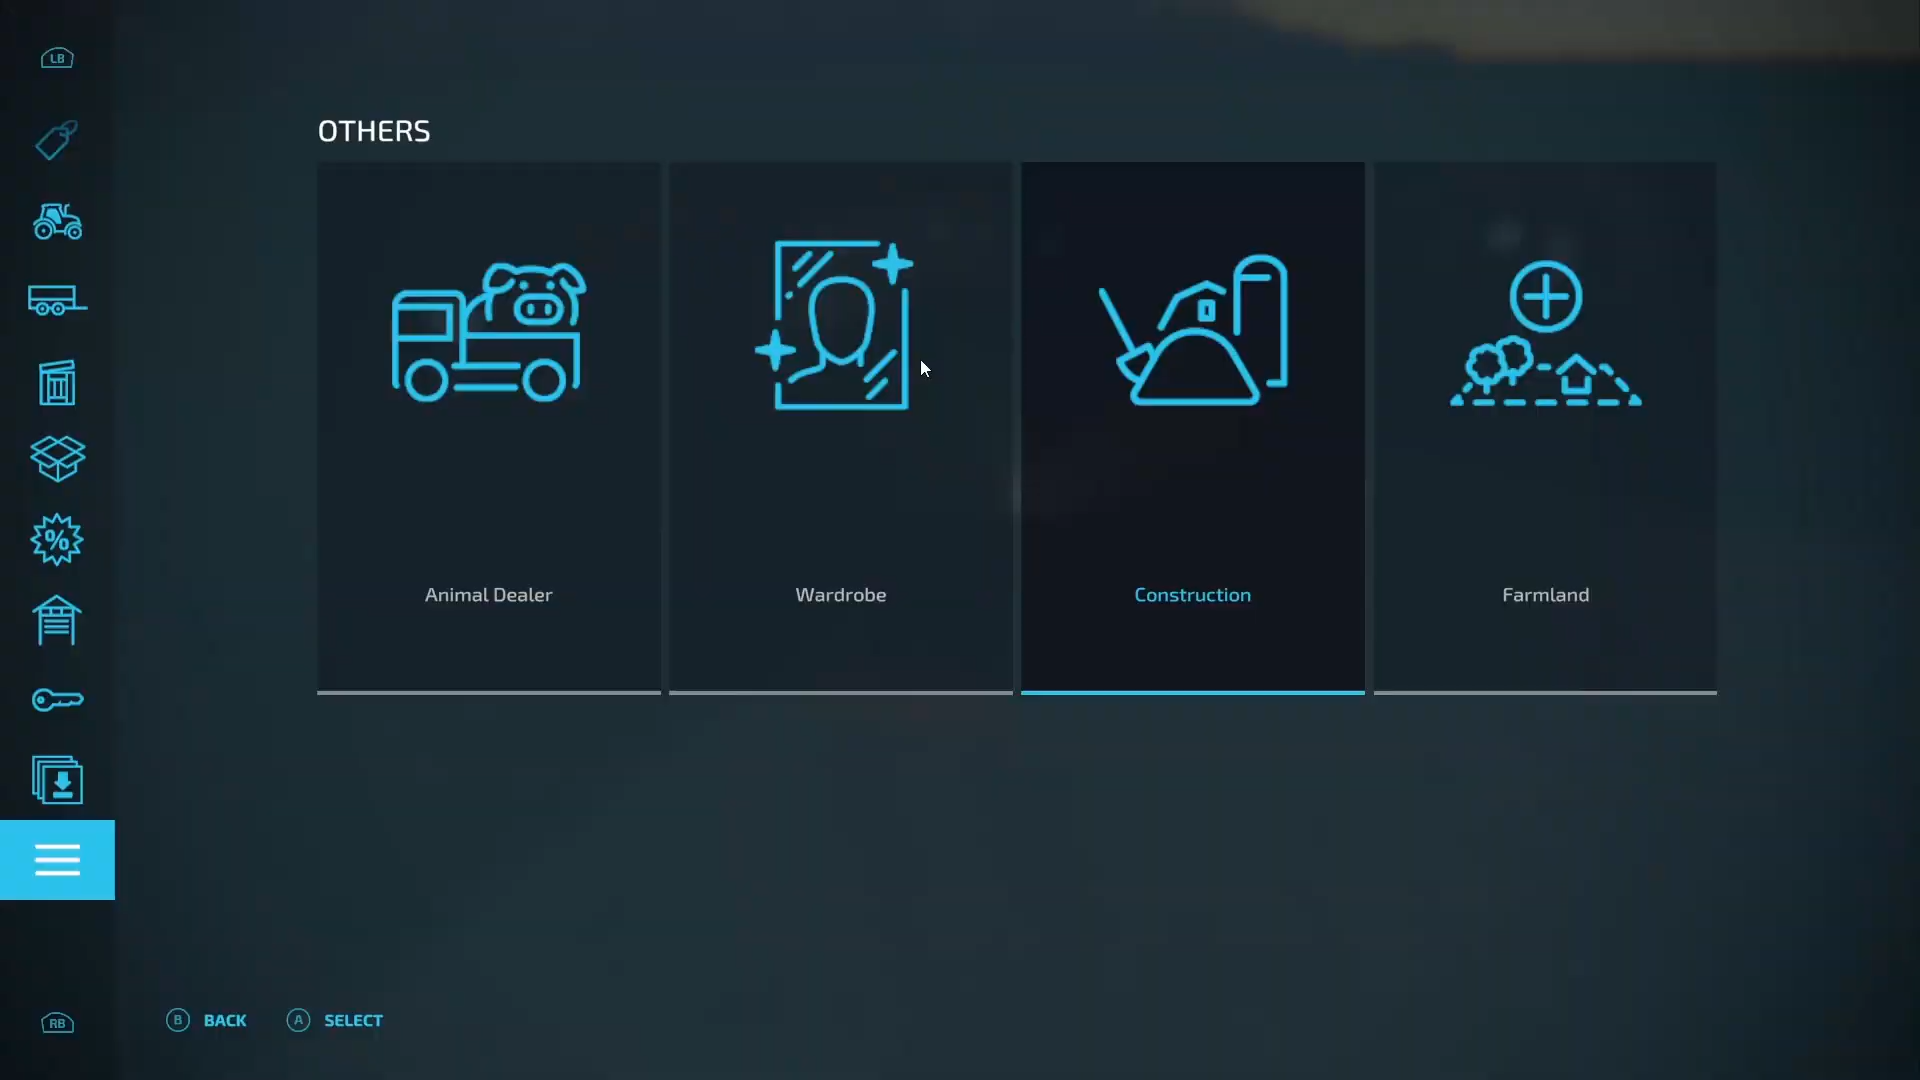 LB
OTHERS
%
Animal Dealer
Wardrobe
Construction
Farmland
RB
B BACK A SELECT